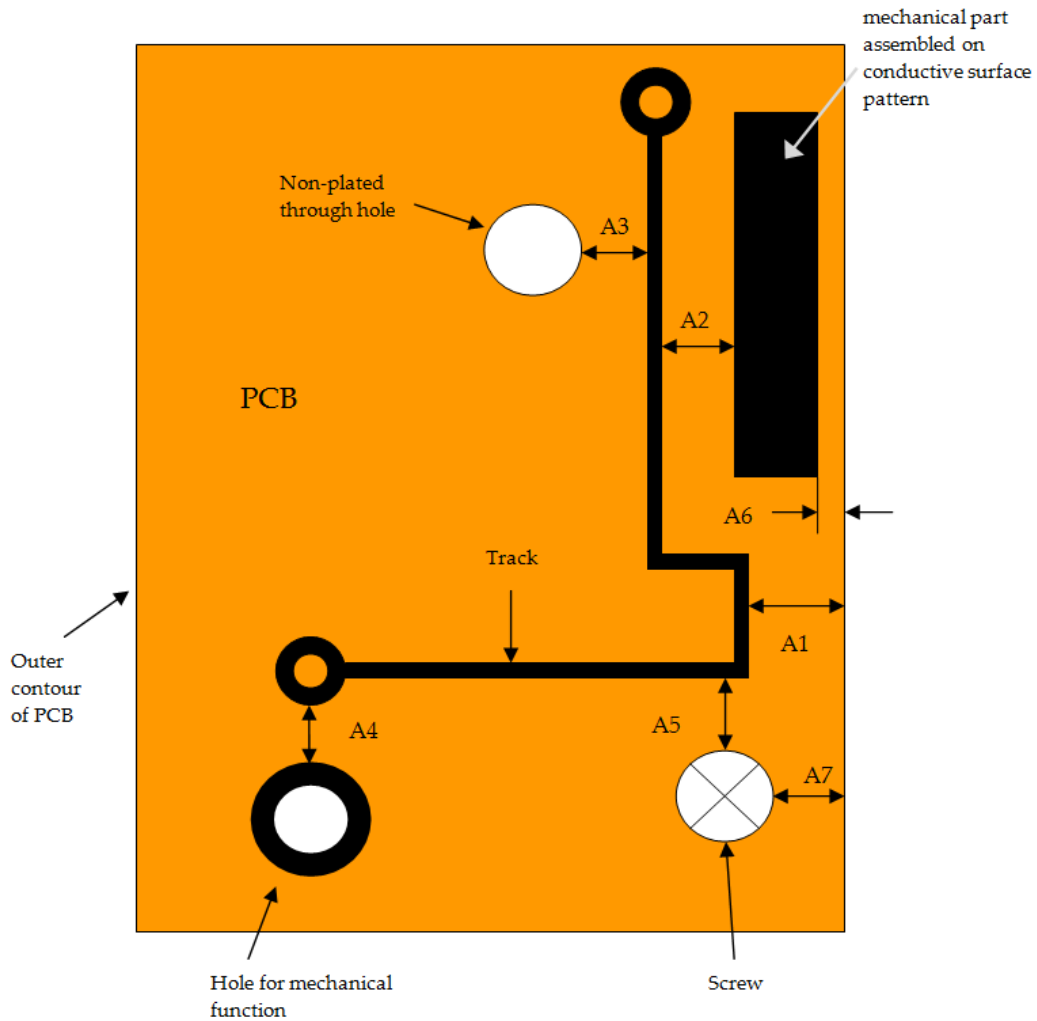 mechanical part
assembled on
conductive surface
pattern
Non-plated
through hole
A3
A2
PCB
A6
Track
A1
Outer
contour
of PCB
A4
A5
A7
Hole for mechanical
function
Screw